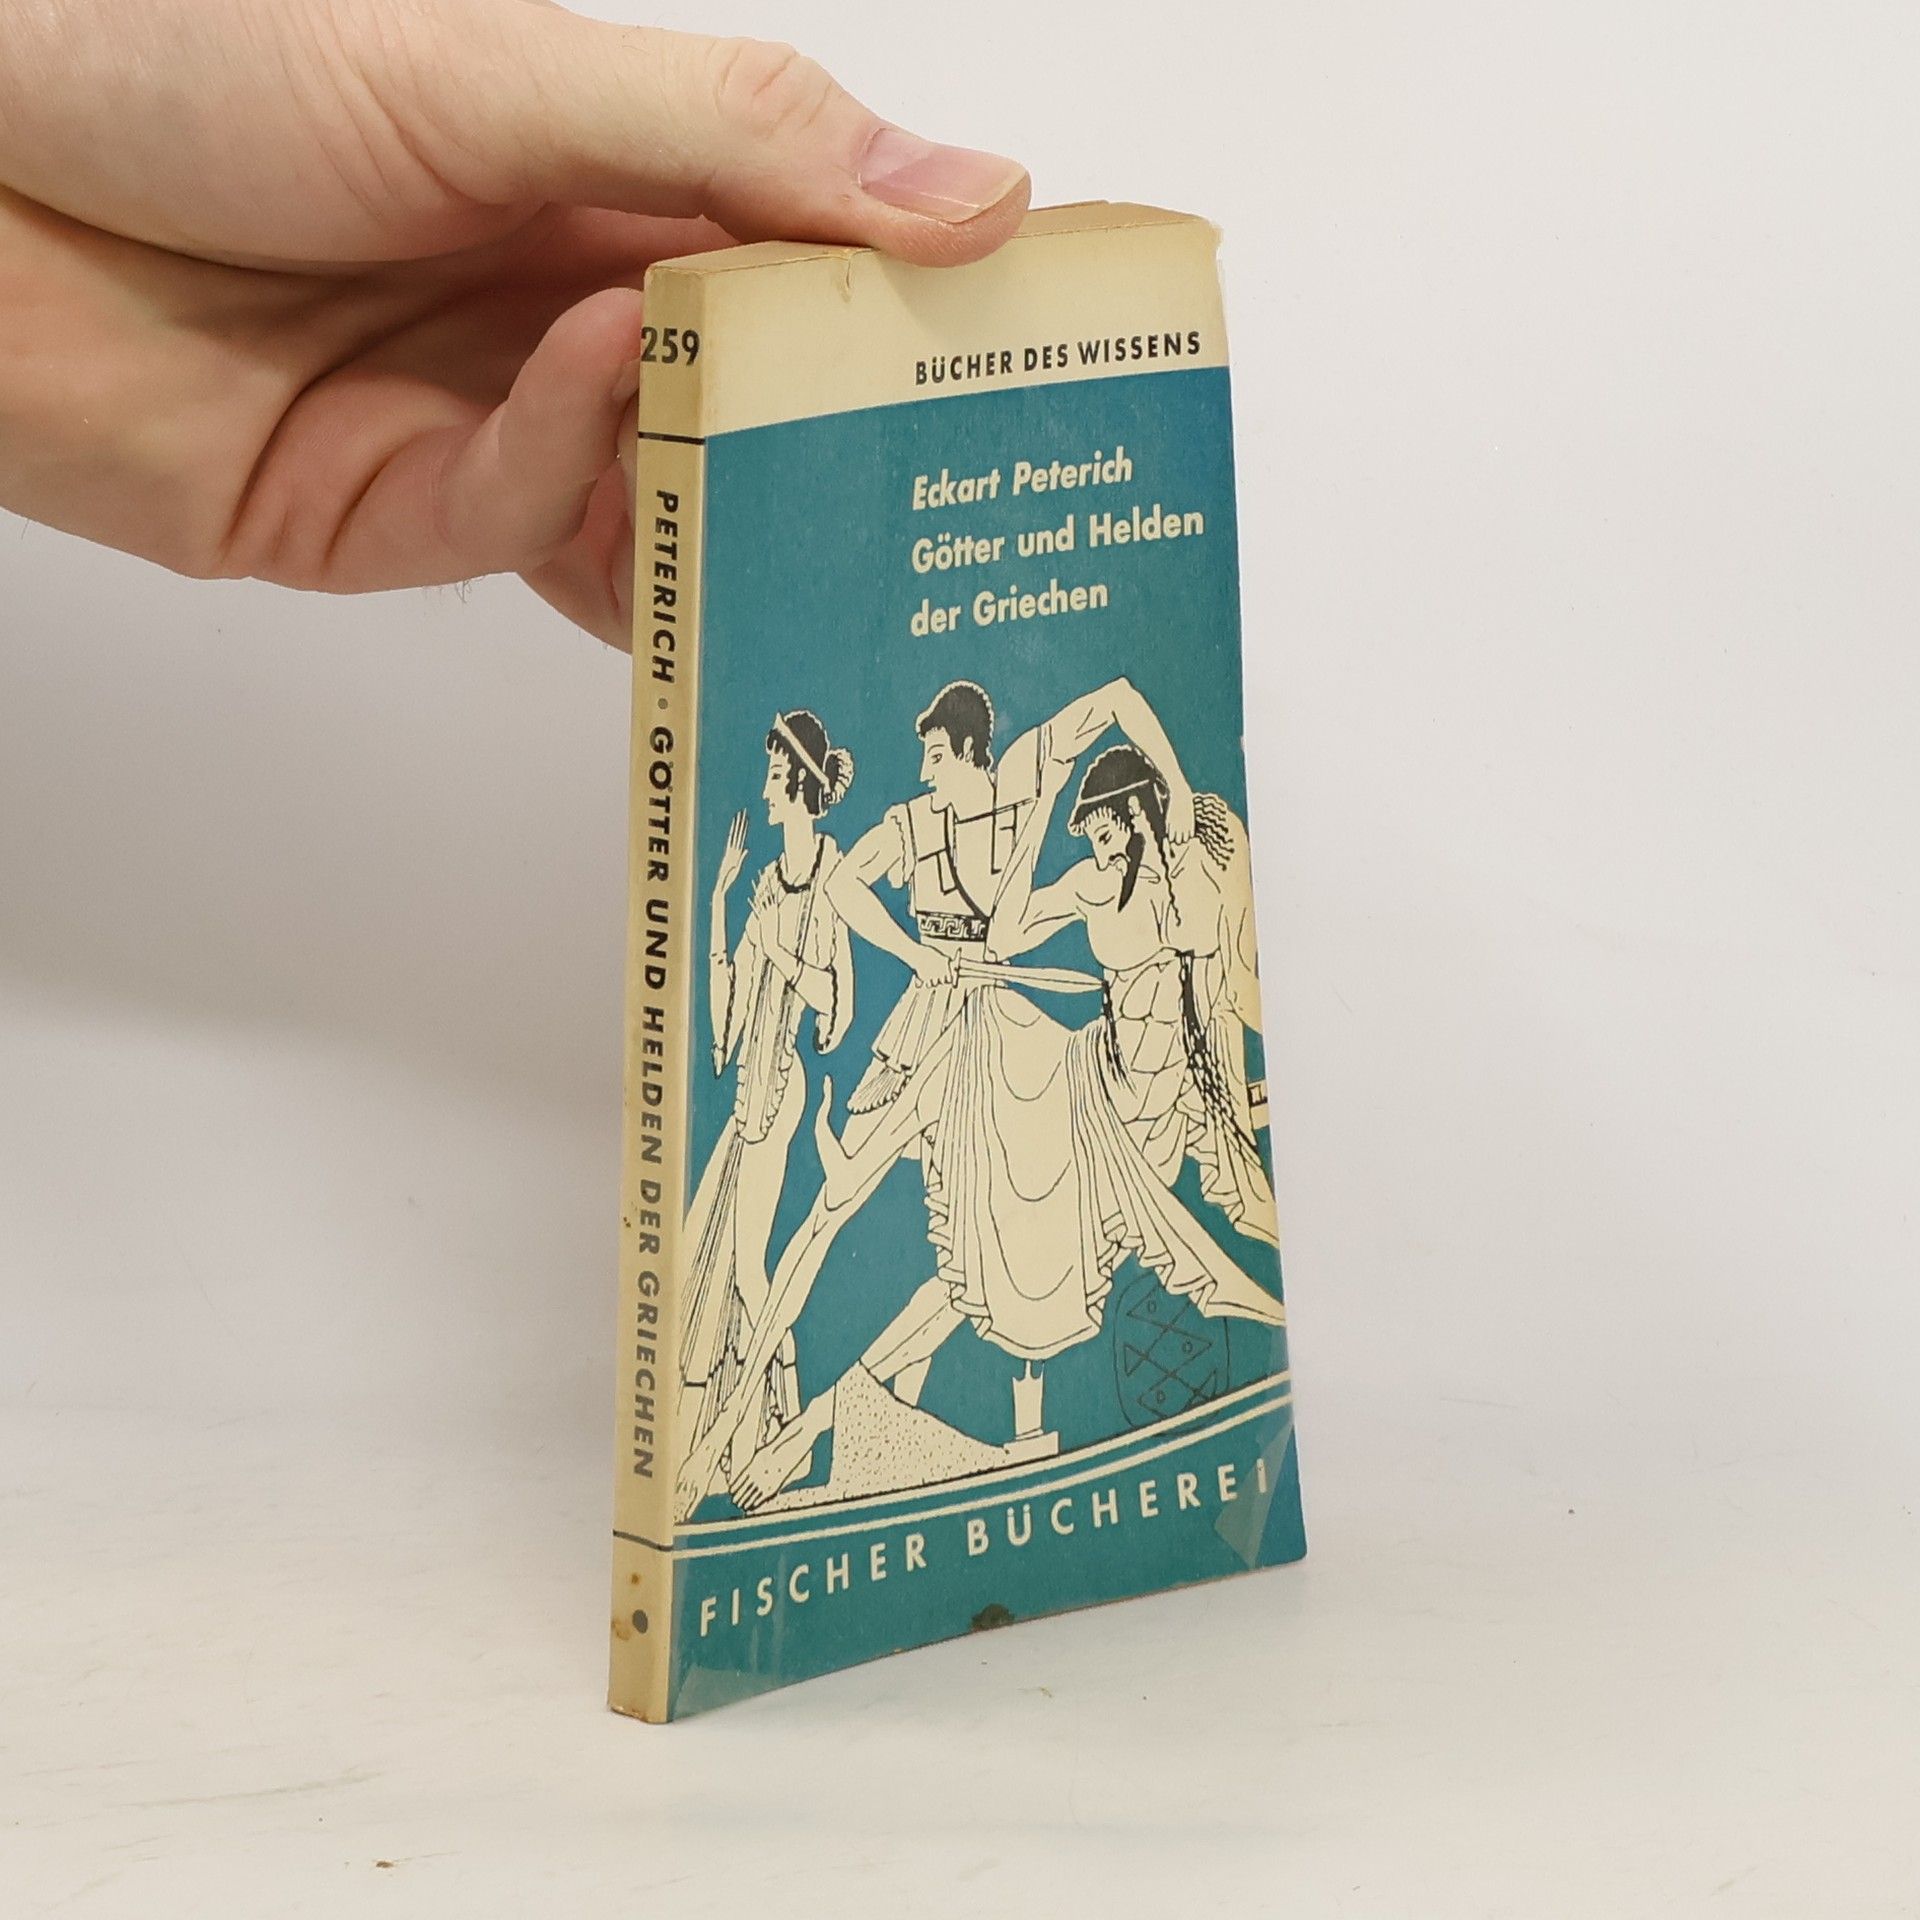 259
PETERICH · GÖTTER UND HELDEN DER GRIECHEN
BÜCHER DES WISSENS
Eckart Peterich
Götter und Helden
der Griechen
FISCHER BÜCHEREI